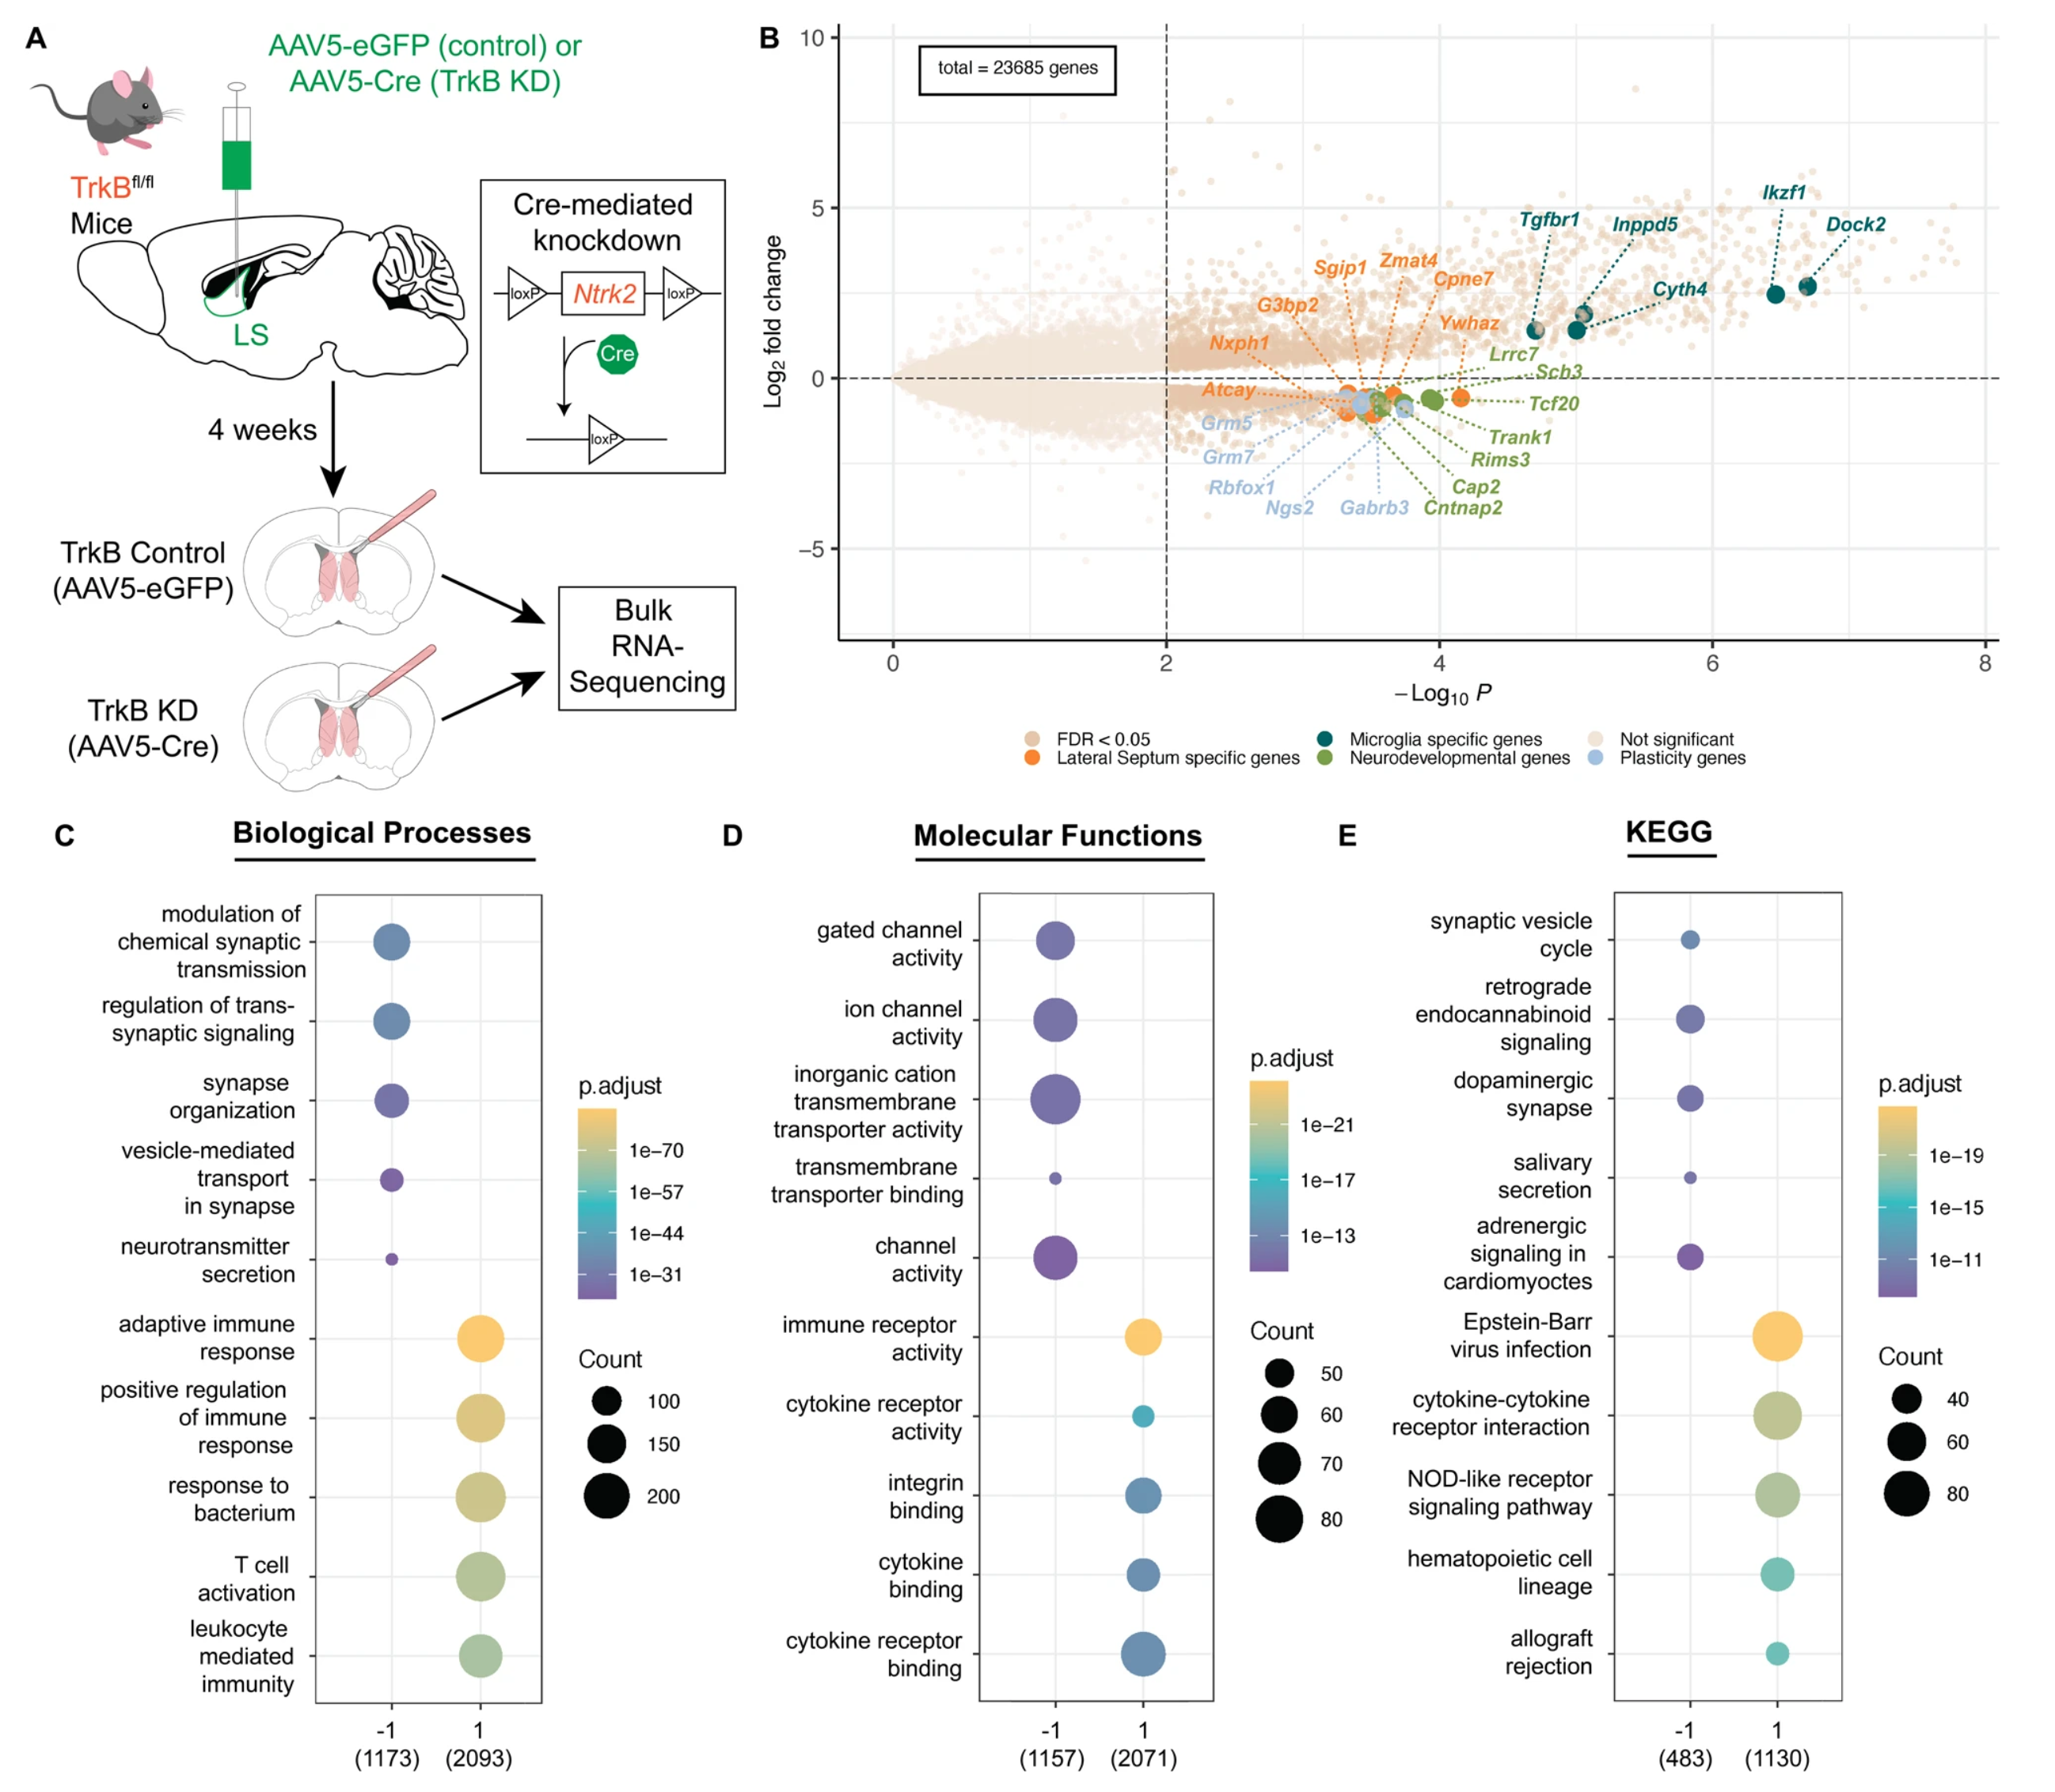 A
AAV5-eGFP (control) or
AAV5-Cre (TrkB KD)
TrkBfl/fl
Mice
LS
Cre-mediated
knockdown
loxP
Ntrk2
loxP
Cre
loxP
4 weeks
TrkB Control
(AAV5-eGFP)
TrkB KD
(AAV5-Cre)
Bulk
RNA-
Sequencing
B
total = 23685 genes
Log2 fold change
10
5
0
−5
Ikzf1
Tgfbr1
Inppd5
Dock2
Sgip1
Zmat4
Cpne7
Cyth4
G3bp2
Ywhaz
Nxph1
Lrrc7
Scb3
Atcay
Tcf20
Grm5
Trank1
Grm7
Rims3
Rbfox1
Cap2
Ngs2
Gabrb3
Cntnap2
0
2
4
6
8
−Log10 P
FDR < 0.05
Microglia specific genes
Not significant
Lateral Septum specific genes
Neurodevelopmental genes
Plasticity genes
C
Biological Processes
modulation of
chemical synaptic
transmission
regulation of trans-
synaptic signaling
synapse
organization
vesicle-mediated
transport
in synapse
neurotransmitter
secretion
adaptive immune
response
positive regulation
of immune
response
response to
bacterium
T cell
activation
leukocyte
mediated
immunity
-1
(1173)
1
(2093)
p.adjust
1e−70
1e−57
1e−44
1e−31
Count
100
150
200
D
Molecular Functions
gated channel
activity
ion channel
activity
inorganic cation
transmembrane
transporter activity
transmembrane
transporter binding
channel
activity
immune receptor
activity
cytokine receptor
activity
integrin
binding
cytokine
binding
cytokine receptor
binding
-1
(1157)
1
(2071)
p.adjust
1e−21
1e−17
1e−13
Count
50
60
70
80
E
KEGG
synaptic vesicle
cycle
retrograde
endocannabinoid
signaling
dopaminergic
synapse
salivary
secretion
adrenergic
signaling in
cardiomyoctes
Epstein-Barr
virus infection
cytokine-cytokine
receptor interaction
NOD-like receptor
signaling pathway
hematopoietic cell
lineage
allograft
rejection
-1
(483)
1
(1130)
p.adjust
1e−19
1e−15
1e−11
Count
40
60
80